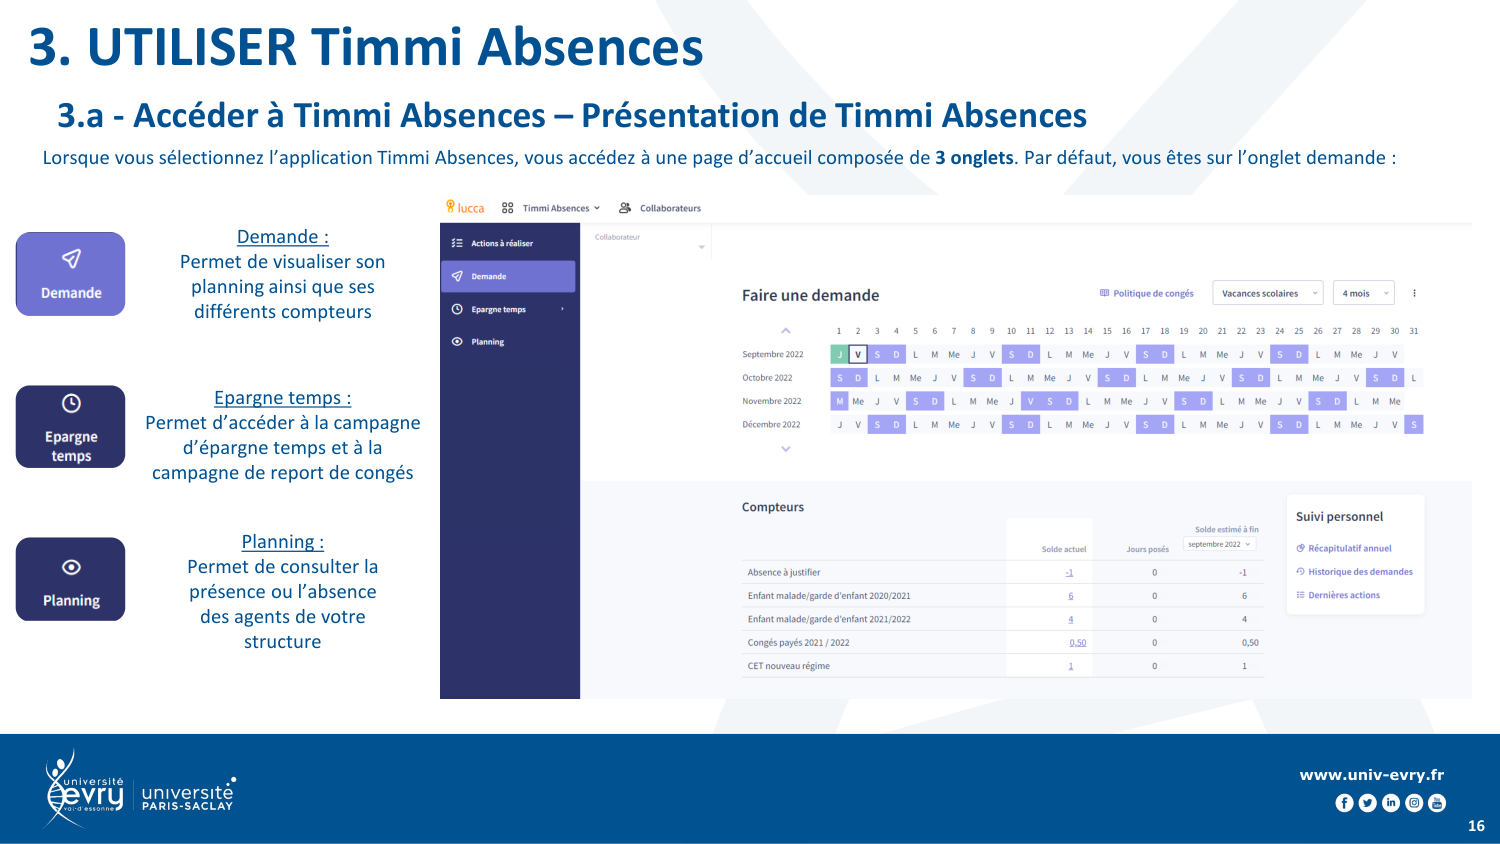 3. UTILISER Timmi Absences
3.a - Accéder à Timmi Absences – Présentation de Timmi Absences
Lorsque vous sélectionnez l’application Timmi Absences, vous accédez à une page d’accueil composée de 3 onglets. Par défaut, vous êtes sur l’onglet demande :
Demande
Demande :
Permet de visualiser son
planning ainsi que ses
différents compteurs
Epargne
temps
Epargne temps :
Permet d’accéder à la campagne
d’épargne temps et à la
campagne de report de congés
Planning
Planning :
Permet de consulter la
présence ou l’absence
des agents de votre
structure
lucca Timmi Absences Collaborateurs
Actions à réaliser
Demande
Epargne temps
Planning
Collaborateur
Faire une demande Politique de congés Vacances scolaires 4 mois
1 2 3 4 5 6 7 8 9 10 11 12 13 14 15 16 17 18 19 20 21 22 23 24 25 26 27 28 29 30 31
Septembre 2022 J V S D L M Me J V S D L M Me J V S D L M Me J V S D L M Me J V
Octobre 2022 S D L M Me J V S D L M Me J V S D L M Me J V S D L M Me J V S D L
Novembre 2022 M Me J V S D L M Me J V S D L M Me J V S D L M Me J V S D L M Me
Décembre 2022 J V S D L M Me J V S D L M Me J V S D L M Me J V S D L M Me J V S
Compteurs
Solde estimé à fin
Solde actuel Jours posés septembre 2022
Absence à justifier -1 0 -1
Enfant malade/garde d'enfant 2020/2021 6 0 6
Enfant malade/garde d'enfant 2021/2022 4 0 4
Congés payés 2021 / 2022 0,50 0 0,50
CET nouveau régime 1 0 1
Suivi personnel
Récapitulatif annuel
Historique des demandes
Dernières actions
université
evry
val-d'essonne
université
PARIS-SACLAY
www.univ-evry.fr
16